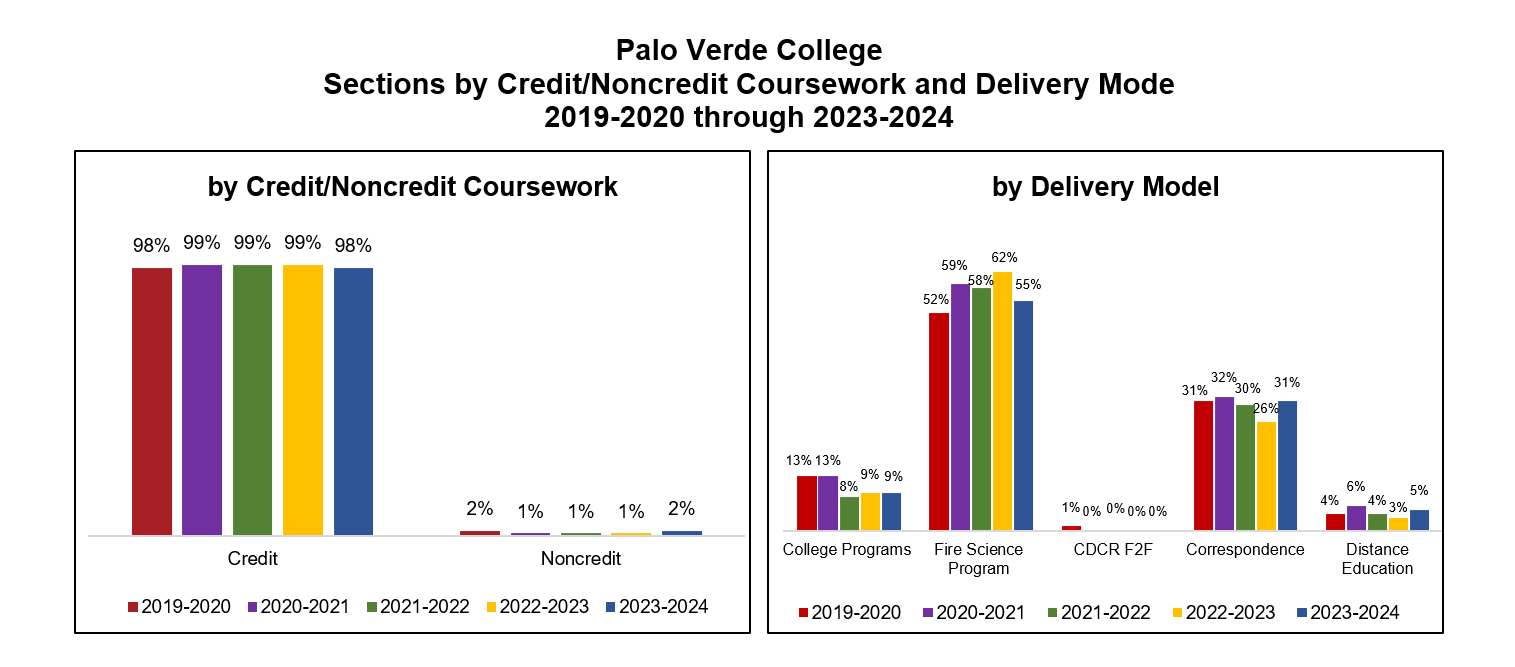 Palo Verde College
Sections by Credit/Noncredit Coursework and Delivery Mode
2019-2020 through 2023-2024
by Credit/Noncredit Coursework
98% 99% 99% 99% 98%
2% 1% 1% 1% 2%
Credit Noncredit
2019-2020 2020-2021 2021-2022 2022-2023 2023-2024
by Delivery Model
13% 13% 8% 9% 9%
52% 59% 58% 62% 55%
1% 0% 0% 0% 0%
31% 32% 30% 26% 31%
4% 6% 4% 3% 5%
College Programs Fire Science CDCR F2F Correspondence Distance
Program Education
2019-2020 2020-2021 2021-2022 2022-2023 2023-2024